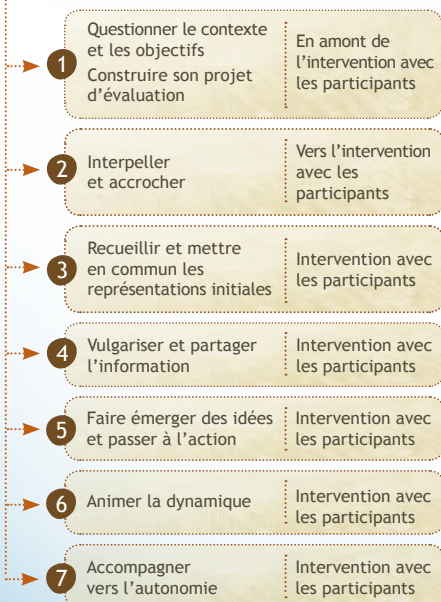 1
Questionner le contexte
et les objectifs
Construire son projet
d'évaluation
En amont de
l'intervention avec
les participants
2
Interpeller
et accrocher
Vers l'intervention
avec les
participants
3
Recueillir et mettre
en commun les
représentations initiales
Intervention avec
les participants
4
Vulgariser et partager
l'information
Intervention avec
les participants
5
Faire émerger des idées
et passer à l'action
Intervention avec
les participants
6
Animer la dynamique
Intervention avec
les participants
7
Accompagner
vers l'autonomie
Intervention avec
les participants